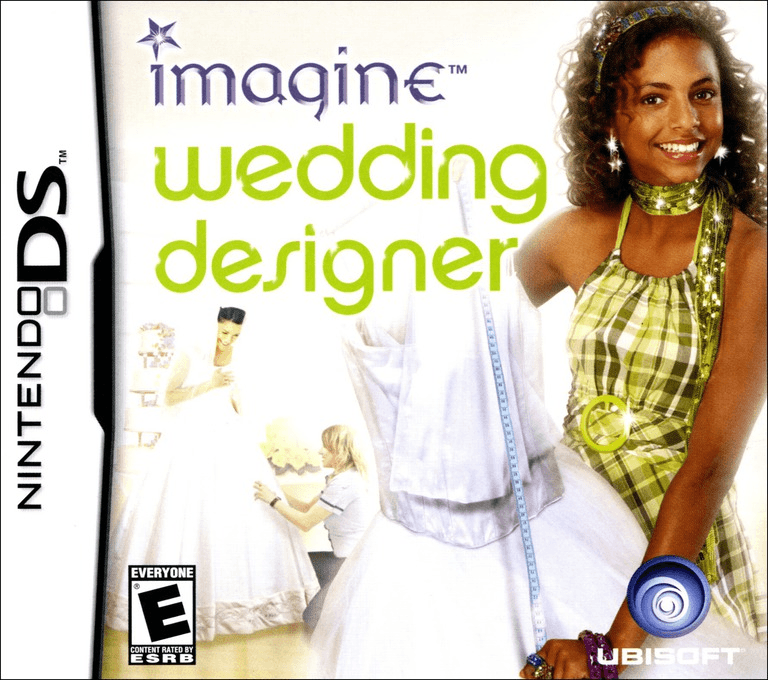 NINTENDO DS™
imagine™
wedding
designer
EVERYONE
®
E
CONTENT RATED BY
ESRB
UBISOFT